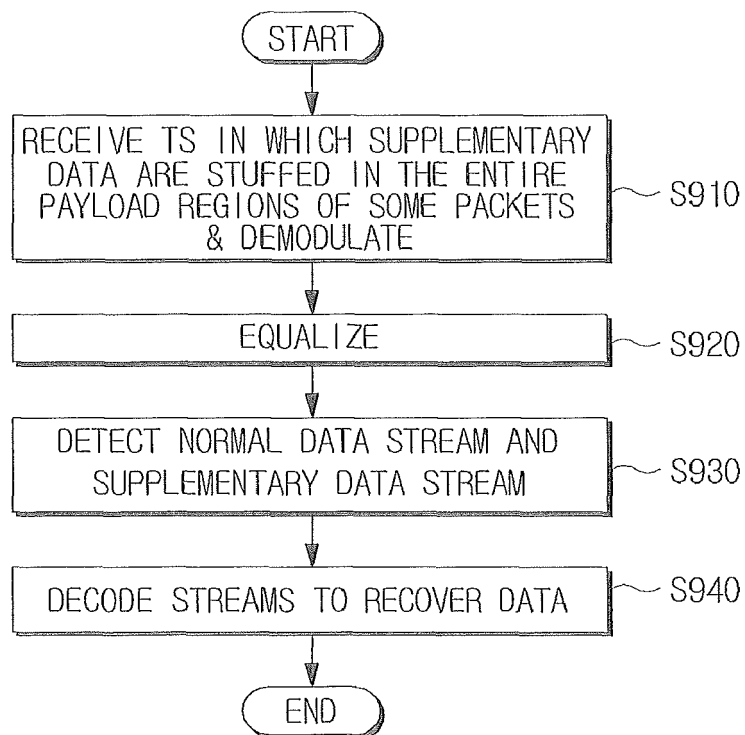 START
RECEIVE TS IN WHICH SUPPLEMENTARY
DATA ARE STUFFED IN THE ENTIRE
PAYLOAD REGIONS OF SOME PACKETS
& DEMODULATE
S910
EQUALIZE
S920
DETECT NORMAL DATA STREAM AND
SUPPLEMENTARY DATA STREAM
S930
DECODE STREAMS TO RECOVER DATA
S940
END